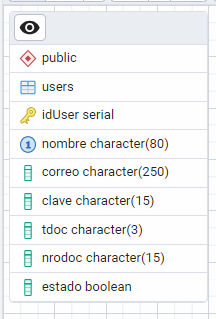 public
users
idUser serial
1 nombre character(80)
correo character(250)
clave character(15)
tdoc character(3)
nrodoc character(15)
estado boolean